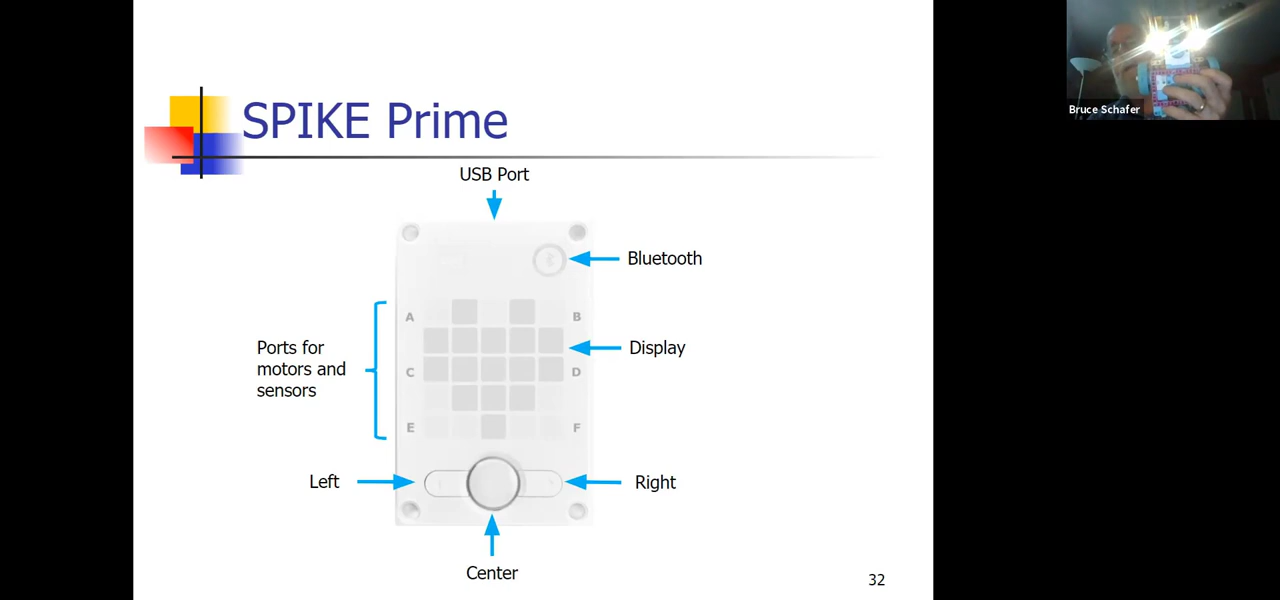 Bruce Schafer
SPIKE Prime
USB Port
Bluetooth
A
B
Ports for
motors and
sensors
Display
C
D
E
F
Left
Right
Center
32